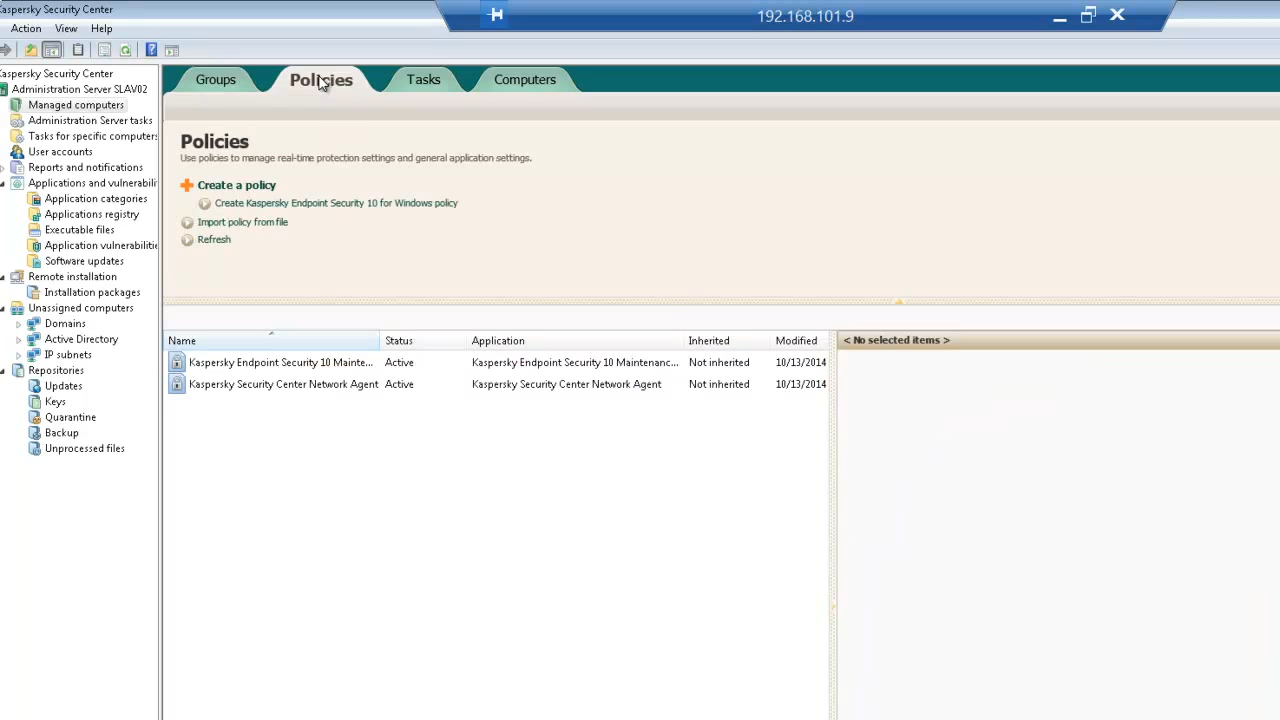 Kaspersky Security Center
192.168.101.9
Action View Help
Kaspersky Security Center
Administration Server SLAV02
Managed computers
Administration Server tasks
Tasks for specific computers
User accounts
Reports and notifications
Applications and vulnerabili
Application categories
Applications registry
Executable files
Application vulnerabilitie
Software updates
Remote installation
Installation packages
Unassigned computers
Domains
Active Directory
IP subnets
Repositories
Updates
Keys
Quarantine
Backup
Unprocessed files
Groups Policies Tasks Computers
Policies
Use policies to manage real-time protection settings and general application settings.
Create a policy
Create Kaspersky Endpoint Security 10 for Windows policy
Import policy from file
Refresh
Name Status Application Inherited Modified
Kaspersky Endpoint Security 10 Mainte... Active Kaspersky Endpoint Security 10 Maintenanc... Not inherited 10/13/2014
Kaspersky Security Center Network Agent Active Kaspersky Security Center Network Agent Not inherited 10/13/2014
< No selected items >